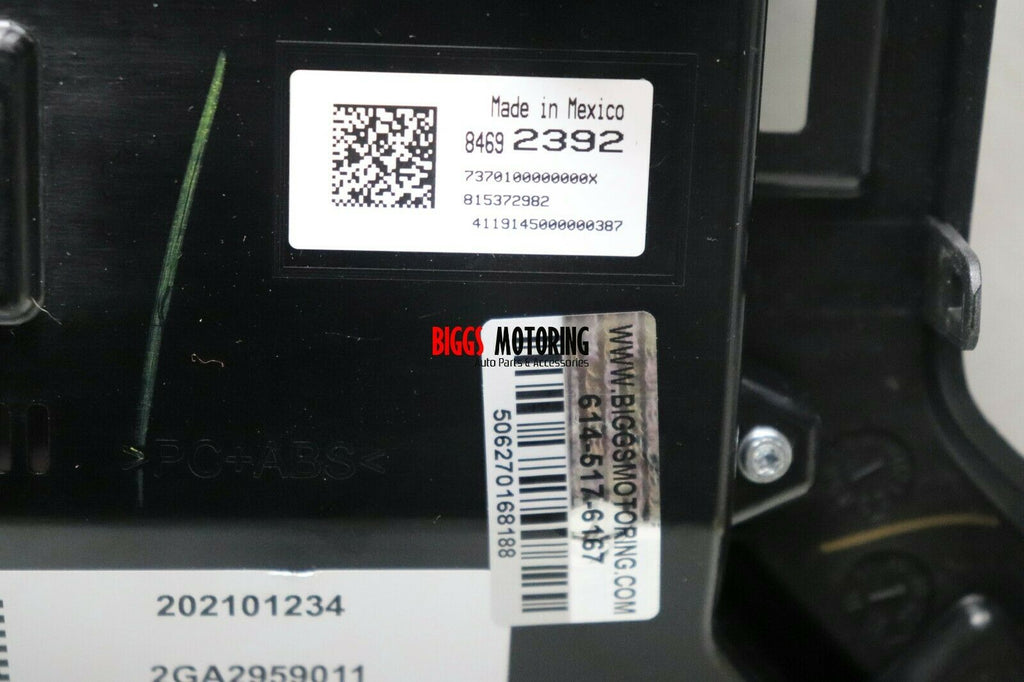 Made in Mexico
8469 2392
7370100000000X
815372982
4119145000000387
BIGGS MOTORING
Auto Parts & Accessories
WWW.BIGGSMOTORING.COM
614-517-6167
506270168188
>PC+ABS<
202101234
2GA2959011